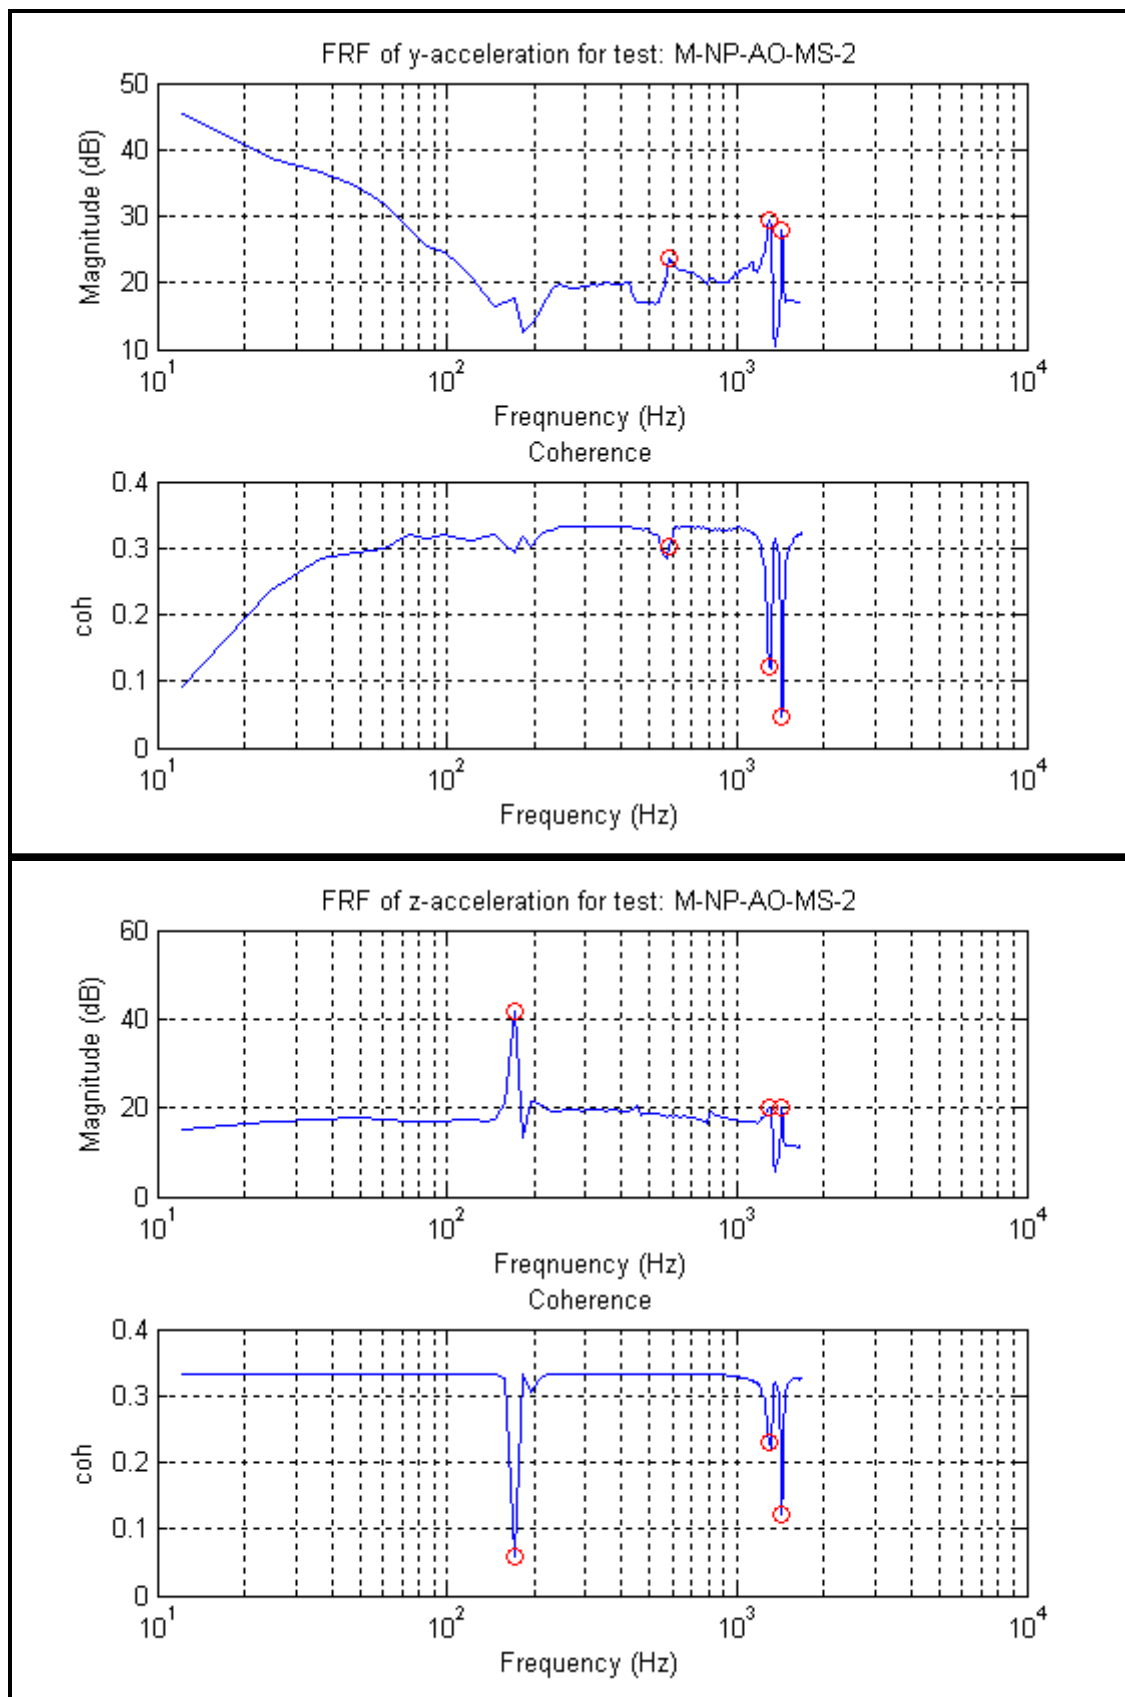 FRF of y-acceleration for test: M-NP-AO-MS-2
50
40
30
20
10
Magnitude (dB)
10^1
10^2
10^3
10^4
Freqnuency (Hz)
Coherence
0.4
0.3
0.2
0.1
0
coh
10^1
10^2
10^3
10^4
Frequency (Hz)
FRF of z-acceleration for test: M-NP-AO-MS-2
60
40
20
0
Magnitude (dB)
10^1
10^2
10^3
10^4
Freqnuency (Hz)
Coherence
0.4
0.3
0.2
0.1
0
coh
10^1
10^2
10^3
10^4
Frequency (Hz)